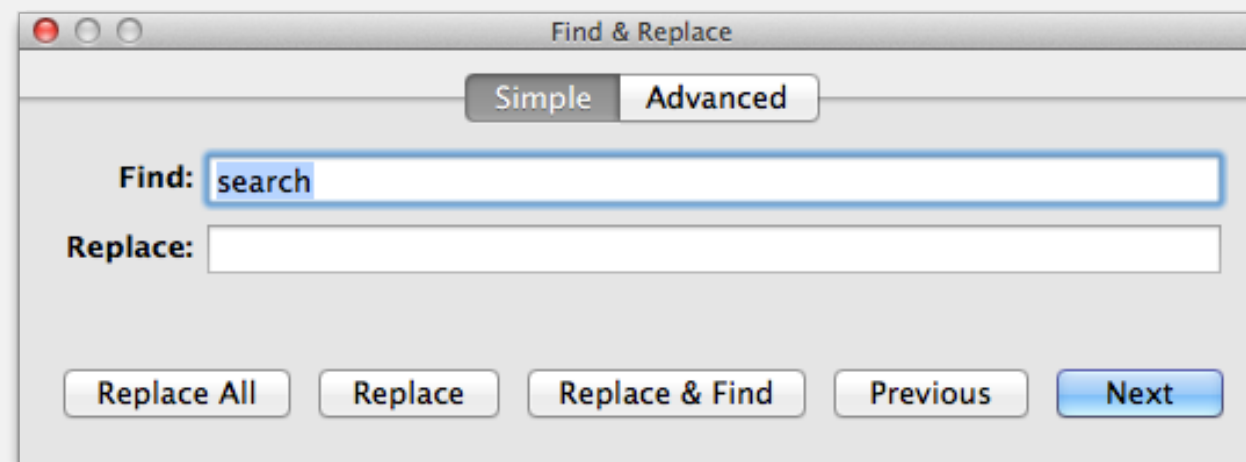 Find & Replace
Simple Advanced
Find: search
Replace:
Replace All Replace Replace & Find Previous Next